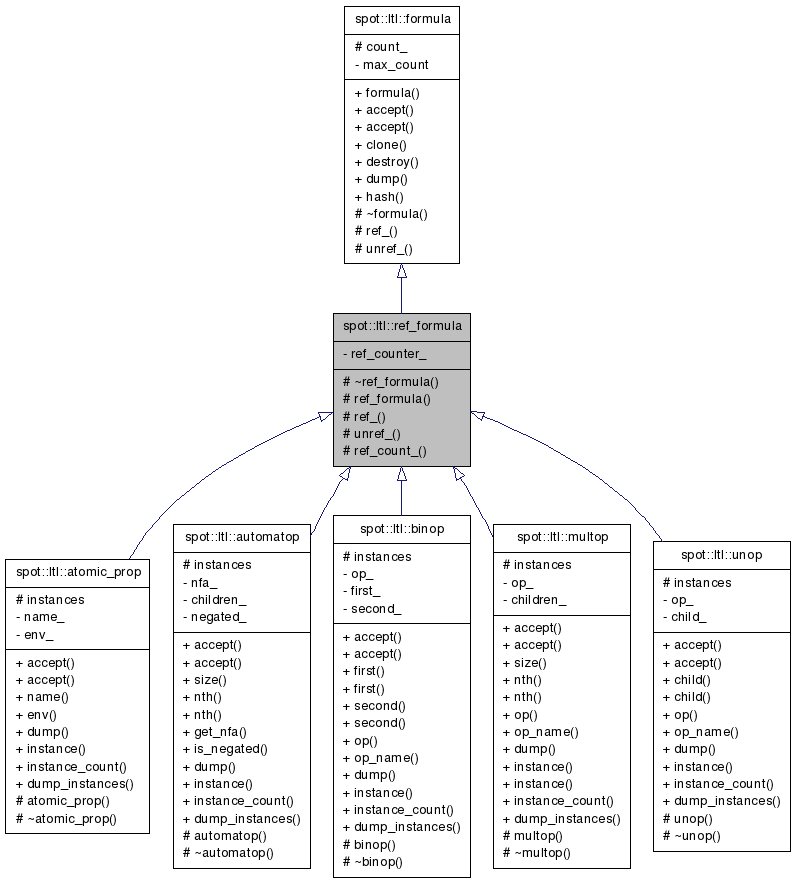 spot::ltl::formula
# count_
- max_count
+ formula()
+ accept()
+ accept()
+ clone()
+ destroy()
+ dump()
+ hash()
# ~formula()
# ref_()
# unref_()
spot::ltl::ref_formula
- ref_counter_
# ~ref_formula()
# ref_formula()
# ref_()
# unref_()
# ref_count_()
spot::ltl::atomic_prop
# instances
- name_
- env_
+ accept()
+ accept()
+ name()
+ env()
+ dump()
+ instance()
+ instance_count()
+ dump_instances()
# atomic_prop()
# ~atomic_prop()
spot::ltl::automatop
# instances
- nfa_
- children_
- negated_
+ accept()
+ accept()
+ size()
+ nth()
+ nth()
+ get_nfa()
+ is_negated()
+ dump()
+ instance()
+ instance_count()
+ dump_instances()
# automatop()
# ~automatop()
spot::ltl::binop
# instances
- op_
- first_
- second_
+ accept()
+ accept()
+ first()
+ first()
+ second()
+ second()
+ op()
+ op_name()
+ dump()
+ instance()
+ instance_count()
+ dump_instances()
# binop()
# ~binop()
spot::ltl::multop
# instances
- op_
- children_
+ accept()
+ accept()
+ size()
+ nth()
+ nth()
+ op()
+ op_name()
+ dump()
+ instance()
+ instance()
+ instance_count()
+ dump_instances()
# multop()
# ~multop()
spot::ltl::unop
# instances
- op_
- child_
+ accept()
+ accept()
+ child()
+ child()
+ op()
+ op_name()
+ dump()
+ instance()
+ instance_count()
+ dump_instances()
# unop()
# ~unop()